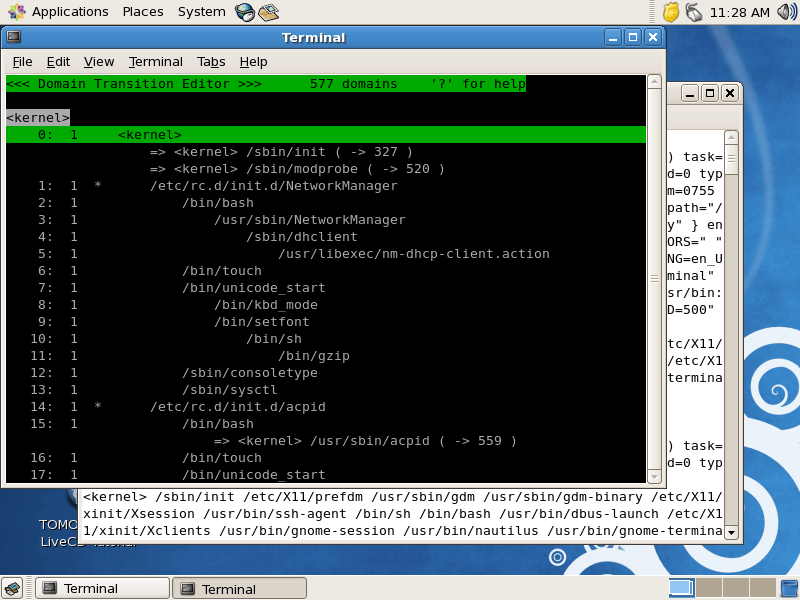 Applications Places System 11:28 AM
Terminal
File Edit View Terminal Tabs Help
<<< Domain Transition Editor >>> 577 domains '?' for help
<kernel>
0: 1 <kernel>
=> <kernel> /sbin/init ( -> 327 )
=> <kernel> /sbin/modprobe ( -> 520 )
1: 1 * /etc/rc.d/init.d/NetworkManager
2: 1 /bin/bash
3: 1 /usr/sbin/NetworkManager
4: 1 /sbin/dhclient
5: 1 /usr/libexec/nm-dhcp-client.action
6: 1 /bin/touch
7: 1 /bin/unicode_start
8: 1 /bin/kbd_mode
9: 1 /bin/setfont
10: 1 /bin/sh
11: 1 /bin/gzip
12: 1 /sbin/consoletype
13: 1 /sbin/sysctl
14: 1 * /etc/rc.d/init.d/acpid
15: 1 /bin/bash
=> <kernel> /usr/sbin/acpid ( -> 559 )
16: 1 /bin/touch
17: 1 /bin/unicode_start
) task=
d=0 typ
m=0755
path="/
y" } en
ORS=" "
NG=en_U
minal"
sr/bin:
D=500"
tc/X11/
/etc/X1
termina
) task=
d=0 typ
<kernel> /sbin/init /etc/X11/prefdm /usr/sbin/gdm /usr/sbin/gdm-binary /etc/X11/
xinit/Xsession /usr/bin/ssh-agent /bin/sh /bin/bash /usr/bin/dbus-launch /etc/X1
1/xinit/Xclients /usr/bin/gnome-session /usr/bin/nautilus /usr/bin/gnome-termina
TOMO
Terminal Terminal